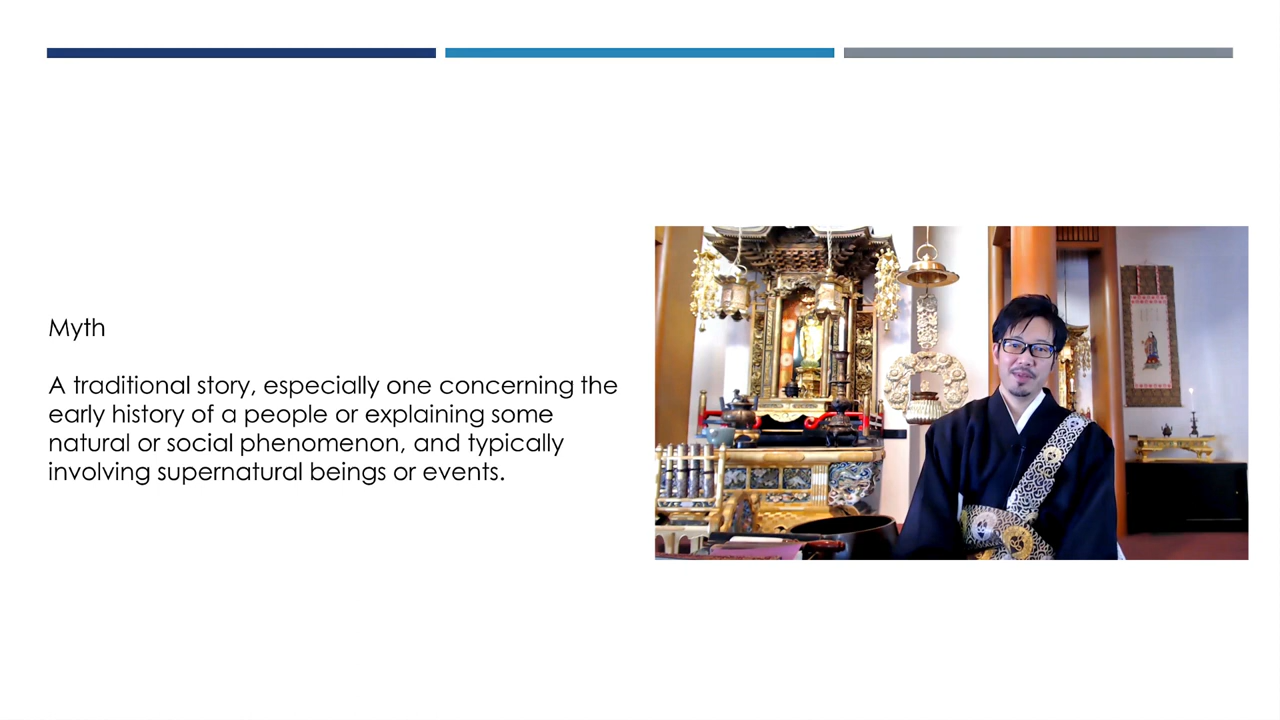 Myth
A traditional story, especially one concerning the
early history of a people or explaining some
natural or social phenomenon, and typically
involving supernatural beings or events.